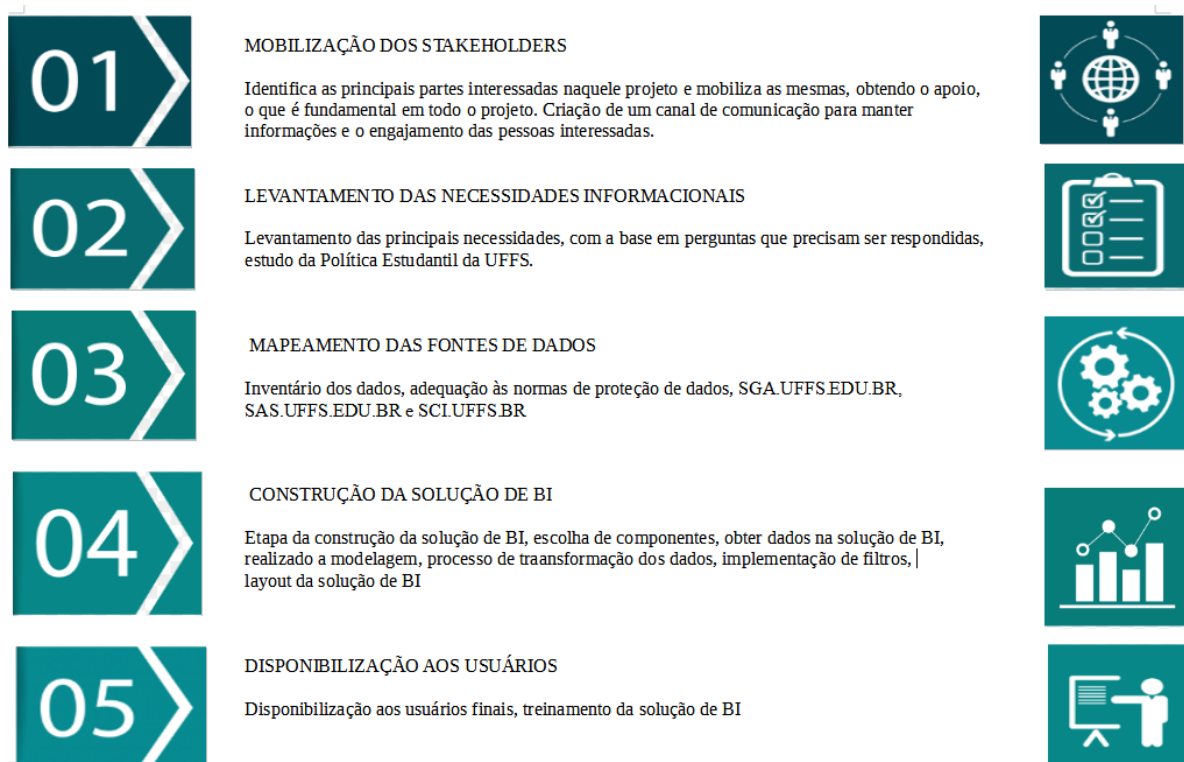 01
MOBILIZAÇÃO DOS STAKEHOLDERS
Identifica as principais partes interessadas naquele projeto e mobiliza as mesmas, obtendo o apoio,
o que é fundamental em todo o projeto. Criação de um canal de comunicação para manter
informações e o engajamento das pessoas interessadas.
02
LEVANTAMENTO DAS NECESSIDADES INFORMACIONAIS
Levantamento das principais necessidades, com a base em perguntas que precisam ser respondidas,
estudo da Política Estudantil da UFFS.
03
MAPEAMENTO DAS FONTES DE DADOS
Inventário dos dados, adequação às normas de proteção de dados, SGA.UFFS.EDU.BR,
SAS.UFFS.EDU.BR e SCI.UFFS.BR
04
CONSTRUÇÃO DA SOLUÇÃO DE BI
Etapa da construção da solução de BI, escolha de componentes, obter dados na solução de BI,
realizado a modelagem, processo de traansformação dos dados, implementação de filtros,
layout da solução de BI
05
DISPONIBILIZAÇÃO AOS USUÁRIOS
Disponibilização aos usuários finais, treinamento da solução de BI